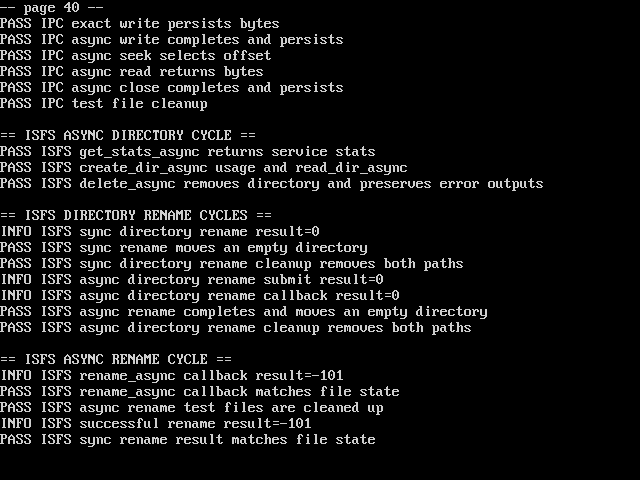 -- page 40 --
PASS IPC exact write persists bytes
PASS IPC async write completes and persists
PASS IPC async seek selects offset
PASS IPC async read returns bytes
PASS IPC async close completes and persists
PASS IPC test file cleanup
== ISFS ASYNC DIRECTORY CYCLE ==
PASS ISFS get_stats_async returns service stats
PASS ISFS create_dir_async usage and read_dir_async
PASS ISFS delete_async removes directory and preserves error outputs
== ISFS DIRECTORY RENAME CYCLES ==
INFO ISFS sync directory rename result=0
PASS ISFS sync rename moves an empty directory
PASS ISFS sync directory rename cleanup removes both paths
INFO ISFS async directory rename submit result=0
INFO ISFS async directory rename callback result=0
PASS ISFS async rename completes and moves an empty directory
PASS ISFS async directory rename cleanup removes both paths
== ISFS ASYNC RENAME CYCLE ==
INFO ISFS rename_async callback result=-101
PASS ISFS rename_async callback matches file state
PASS ISFS async rename test files are cleaned up
INFO ISFS successful rename result=-101
PASS ISFS sync rename result matches file state